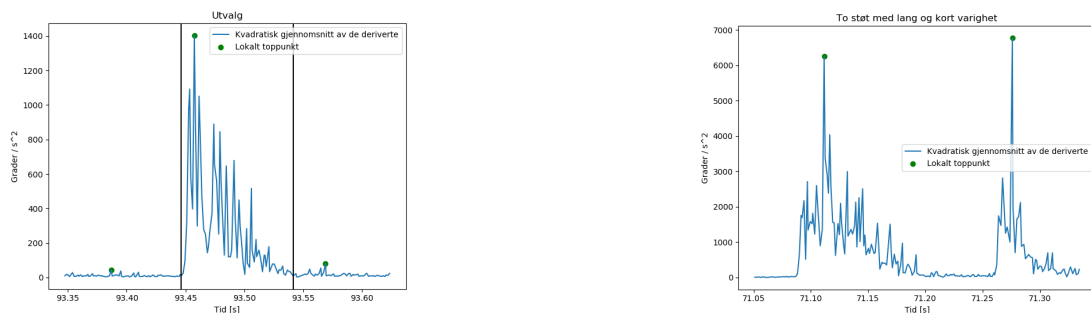 Utvalg
Kvadratisk gjennomsnitt av de deriverte
Lokalt toppunkt
Grader / s^2
1400
1200
1000
800
600
400
200
0
93.35
93.40
93.45
93.50
93.55
93.60
Tid [s]
To støt med lang og kort varighet
Kvadratisk gjennomsnitt av de deriverte
Lokalt toppunkt
Grader / s^2
7000
6000
5000
4000
3000
2000
1000
0
71.05
71.10
71.15
71.20
71.25
71.30
Tid [s]